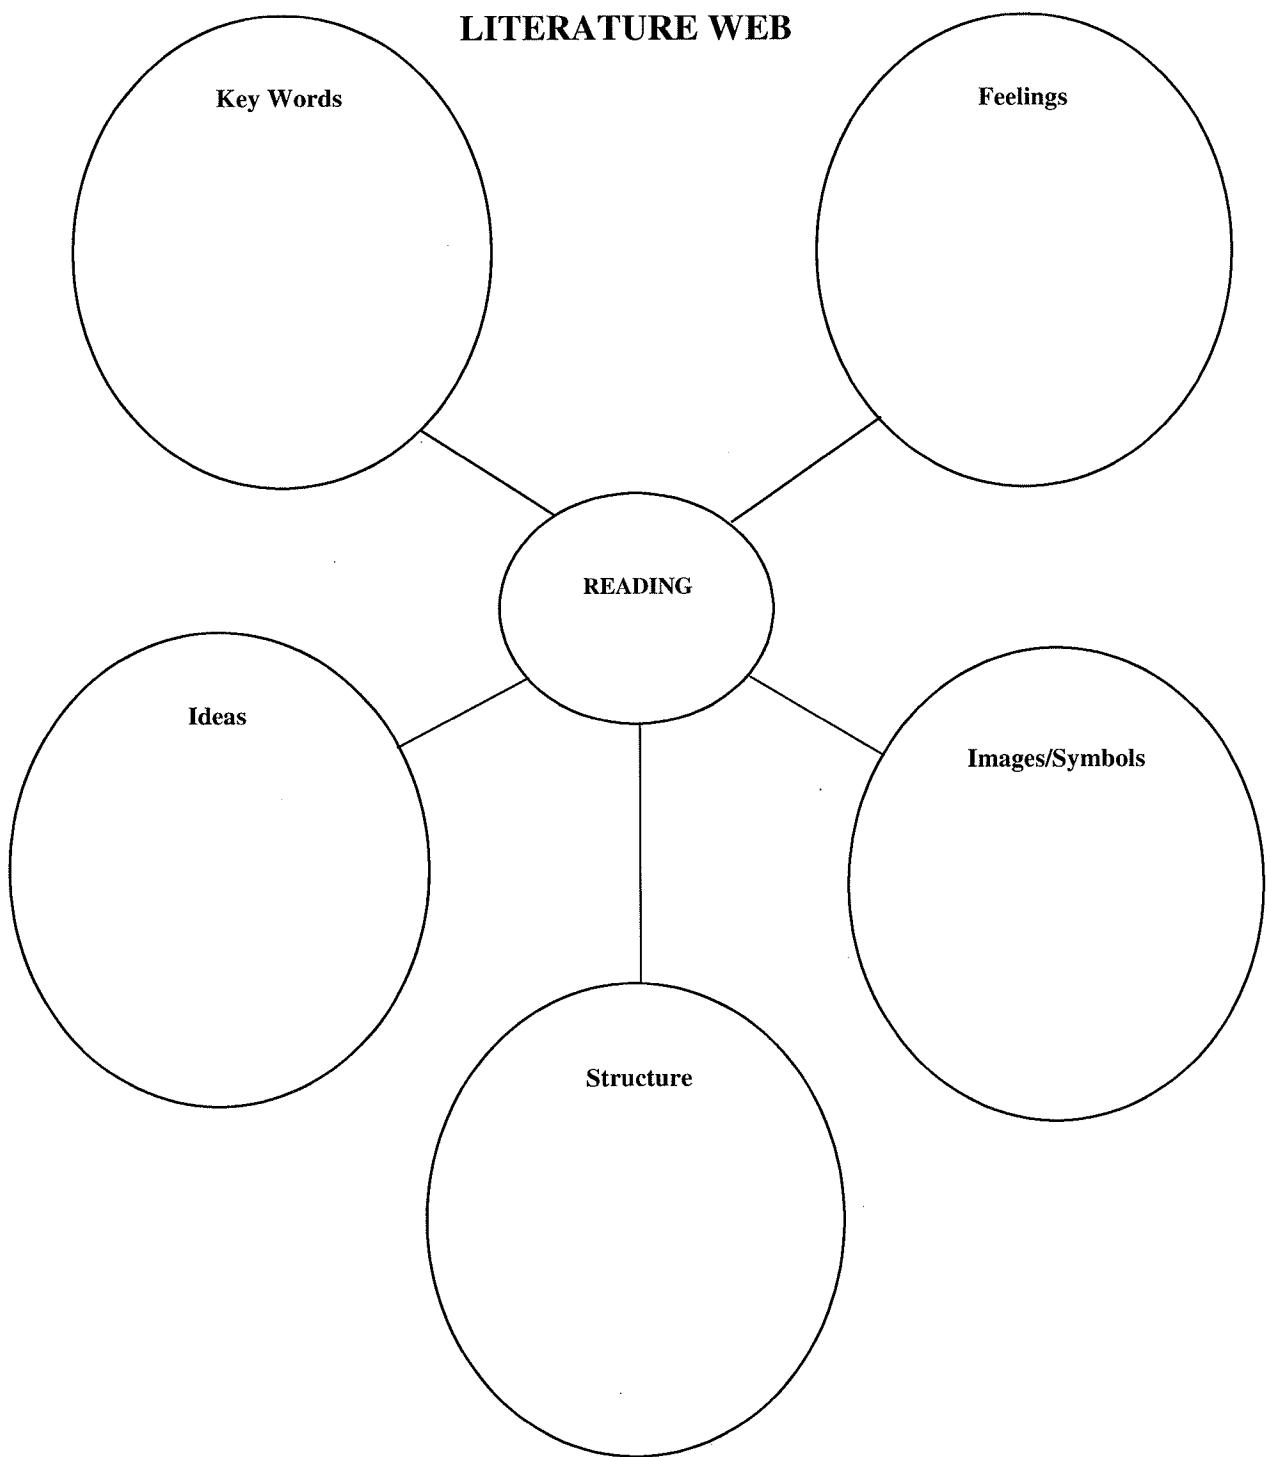 LITERATURE WEB
Key Words
Feelings
READING
Ideas
Images/Symbols
Structure